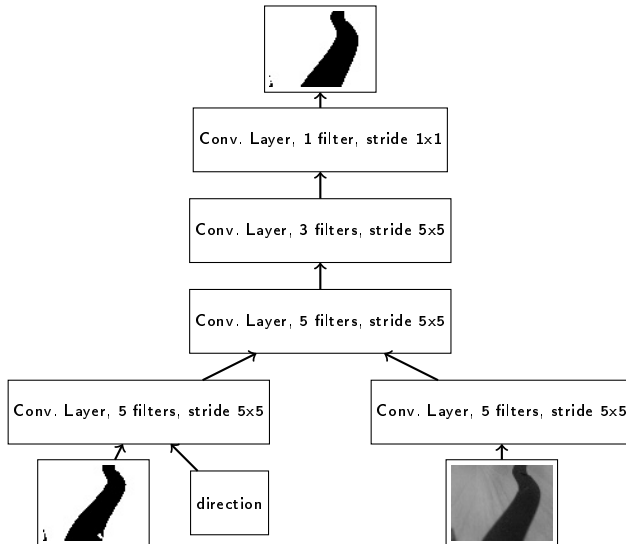 Conv. Layer, 1 filter, stride 1x1
Conv. Layer, 3 filters, stride 5x5
Conv. Layer, 5 filters, stride 5x5
Conv. Layer, 5 filters, stride 5x5
Conv. Layer, 5 filters, stride 5x5
direction